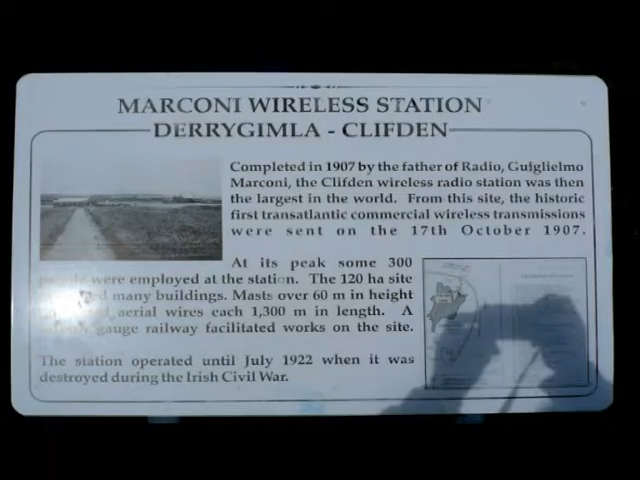 MARCONI WIRELESS STATION
DERRYGIMLA - CLIFDEN
Completed in 1907 by the father of Radio, Guiglielmo
Marconi, the Clifden wireless radio station was then
the largest in the world. From this site, the historic
first transatlantic commercial wireless transmissions
were sent on the 17th October 1907.
At its peak some 300
were employed at the station. The 120 ha site
many buildings. Masts over 60 m in height
aerial wires each 1,300 m in length. A
gauge railway facilitated works on the site.
The station operated until July 1922 when it was
destroyed during the Irish Civil War.